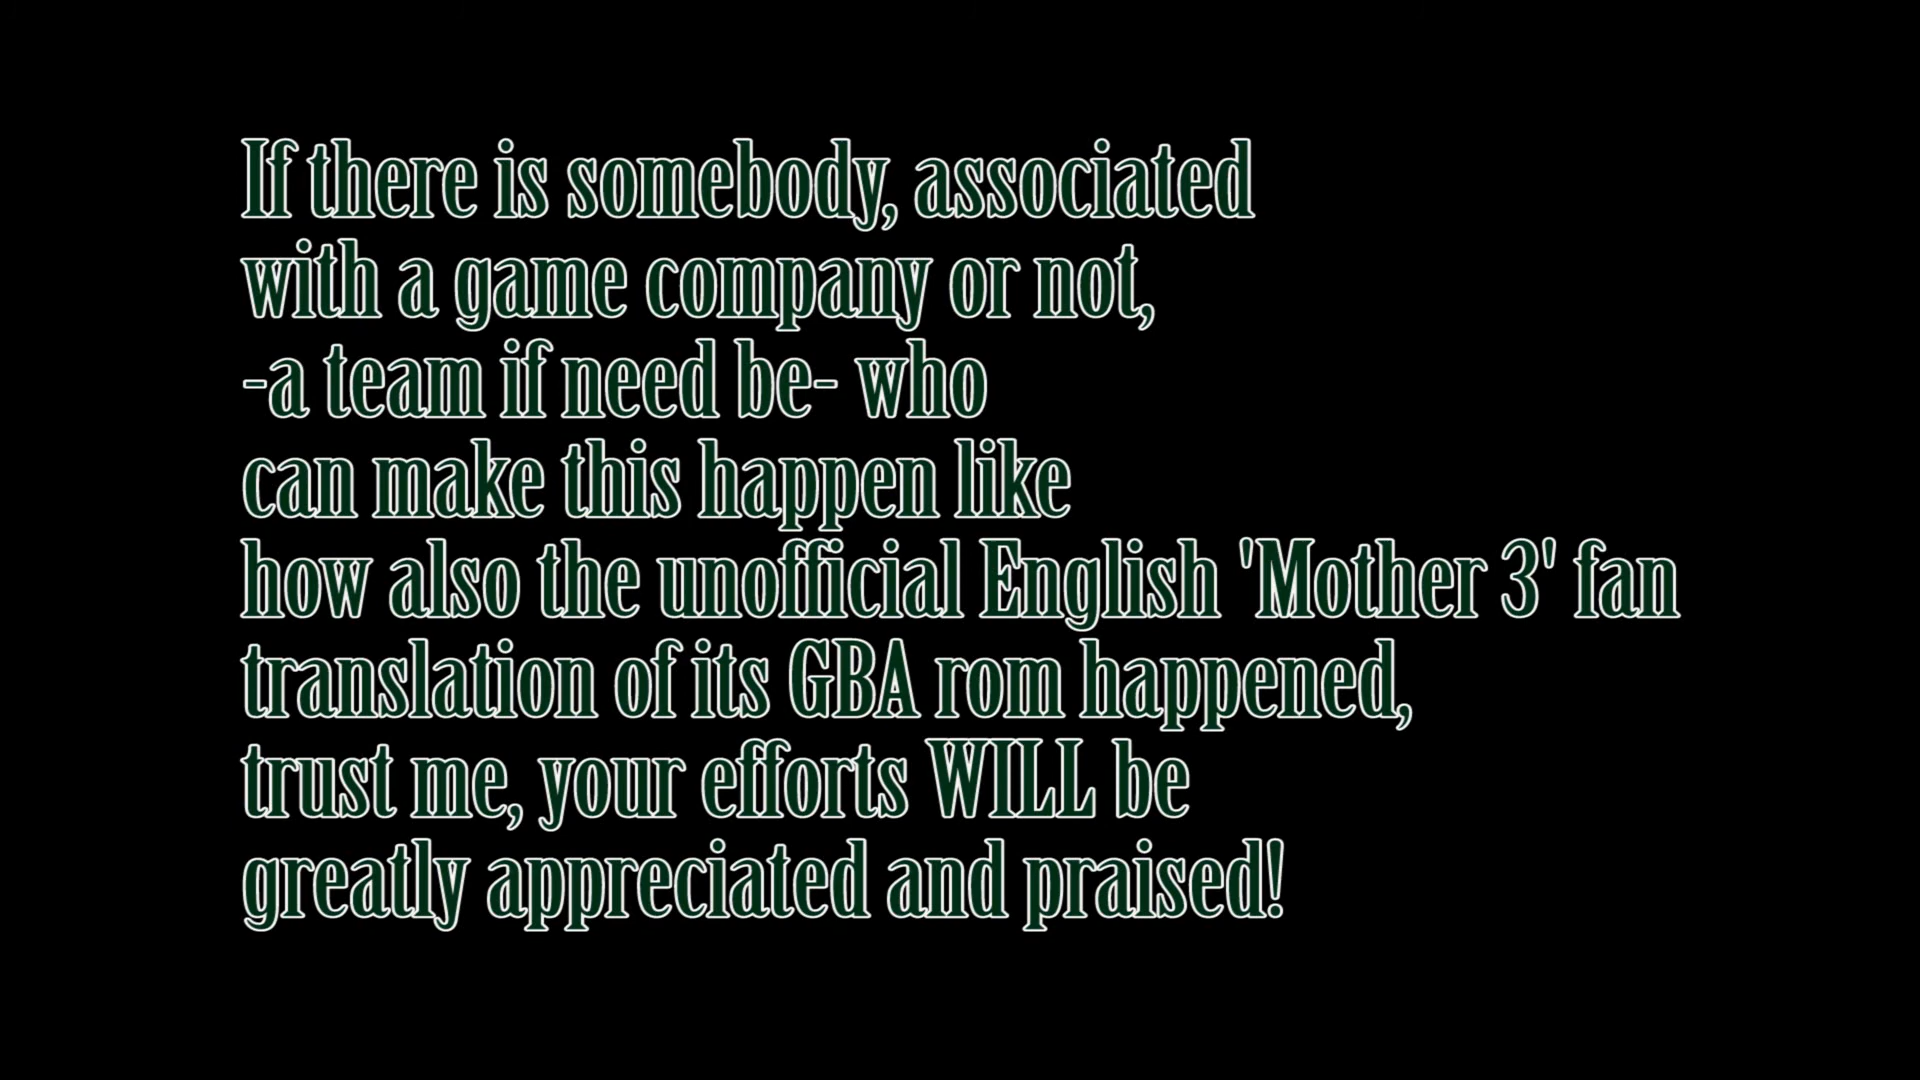 If there is somebody, associated
with a game company or not,
-a team if need be- who
can make this happen like
how also the unofficial English 'Mother 3' fan
translation of its GBA rom happened,
trust me, your efforts WILL be
greatly appreciated and praised!